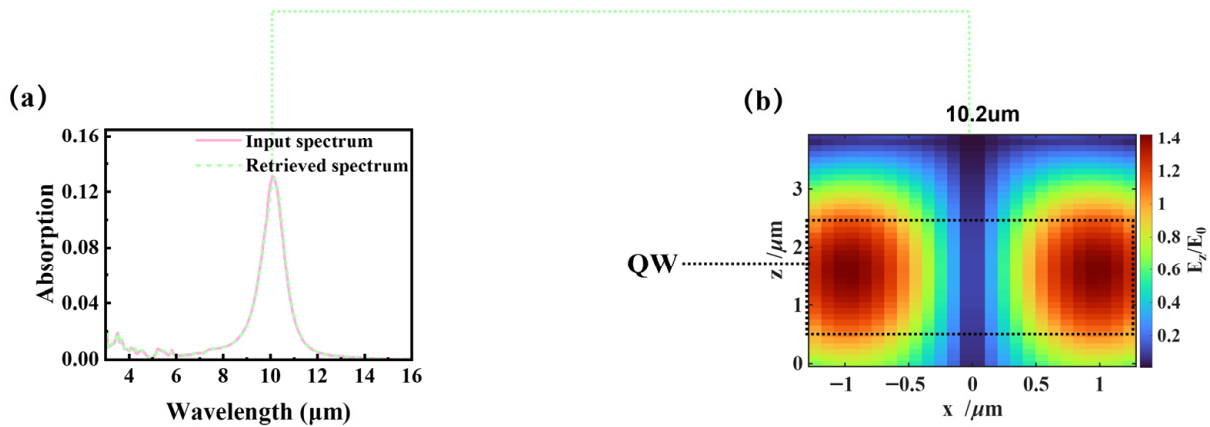 (a)
0.16
0.12
0.08
0.04
0.00
Absorption
Input spectrum
Retrieved spectrum
4 6 8 10 12 14 16
Wavelength (μm)
(b)
10.2um
QW
3
2
1
0
z /μm
−1 −0.5 0 0.5 1
x /μm
1.4
1.2
1
0.8
0.6
0.4
0.2
E_z/E_0